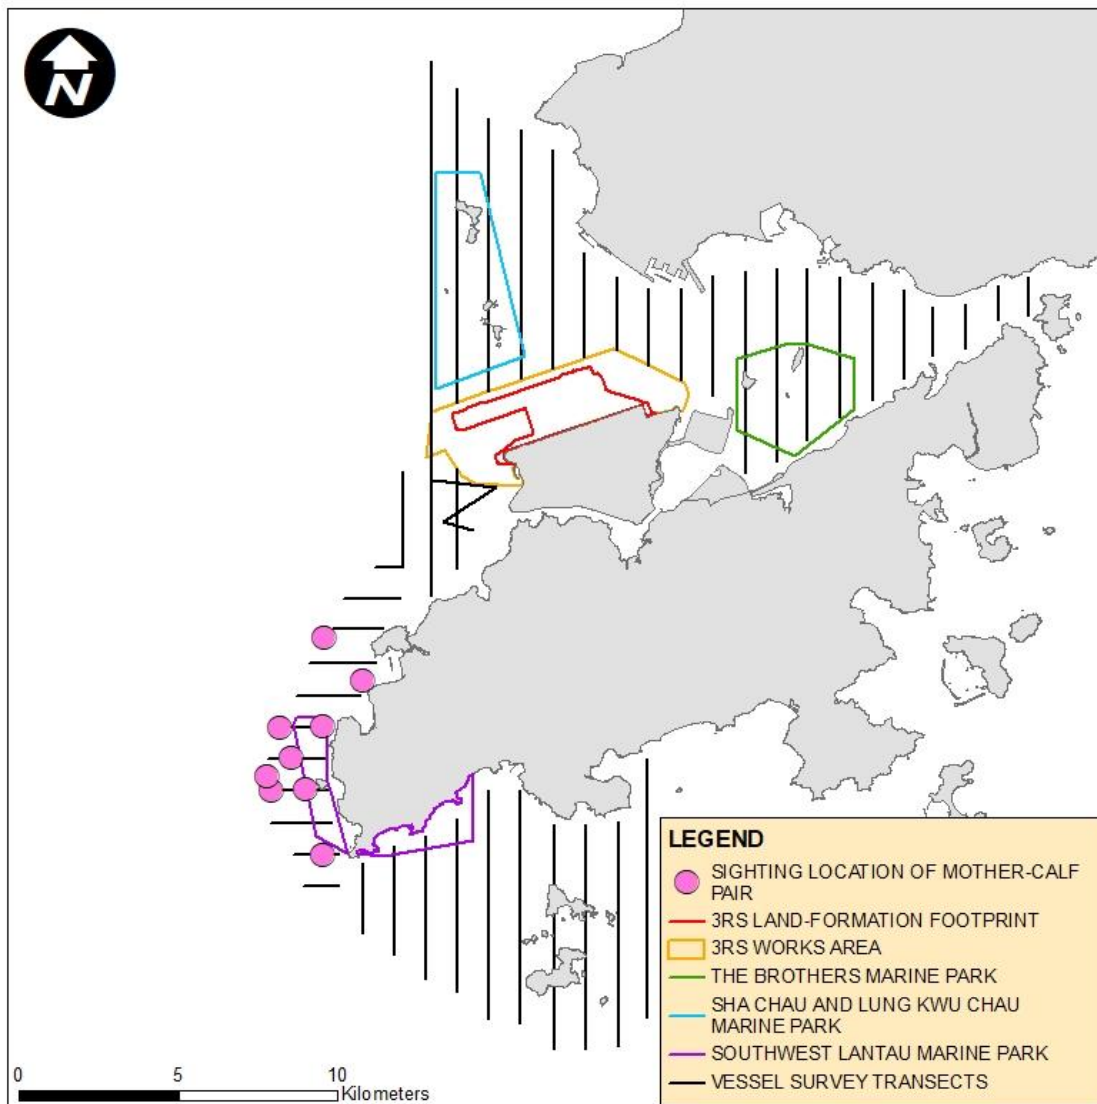 N
LEGEND
SIGHTING LOCATION OF MOTHER-CALF
PAIR
3RS LAND-FORMATION FOOTPRINT
3RS WORKS AREA
THE BROTHERS MARINE PARK
SHA CHAU AND LUNG KWU CHAU
MARINE PARK
SOUTHWEST LANTAU MARINE PARK
VESSEL SURVEY TRANSECTS
0 5 10
Kilometers